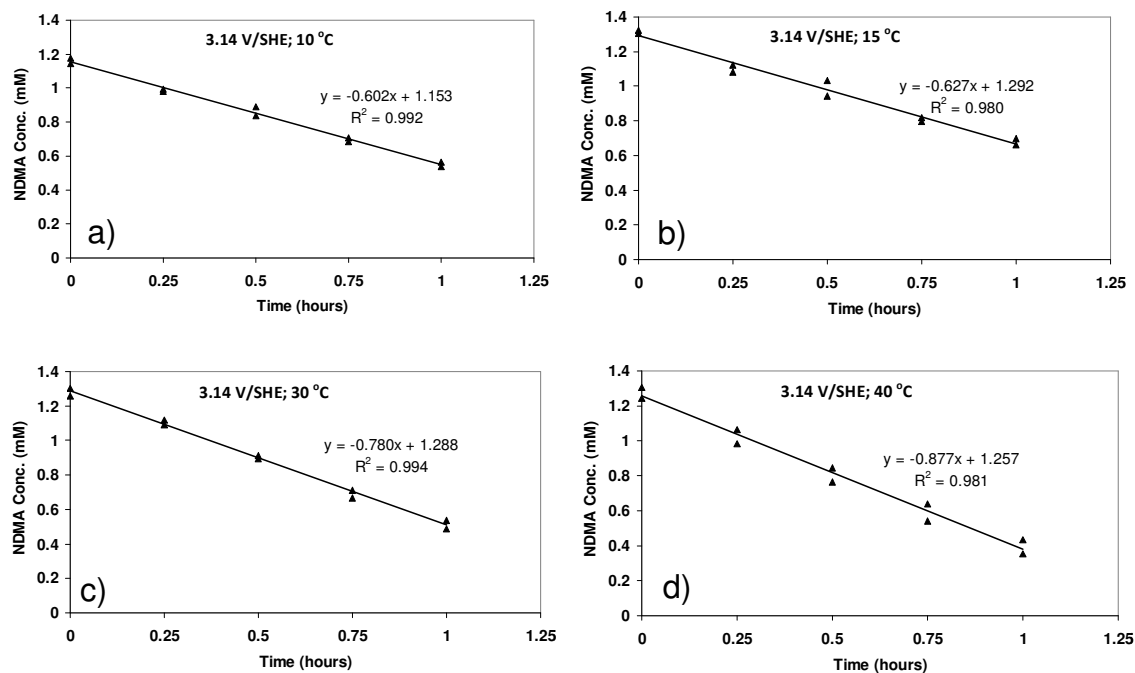 3.14 V/SHE; 10 °C
1.4
1.2
1
0.8
0.6
0.4
0.2
0
NDMA Conc. (mM)
y = -0.602x + 1.153
R² = 0.992
a)
0 0.25 0.5 0.75 1 1.25
Time (hours)
3.14 V/SHE; 15 °C
1.4
1.2
1
0.8
0.6
0.4
0.2
0
NDMA Conc. (mM)
y = -0.627x + 1.292
R² = 0.980
b)
0 0.25 0.5 0.75 1 1.25
Time (hours)
3.14 V/SHE; 30 °C
1.4
1.2
1
0.8
0.6
0.4
0.2
0
NDMA Conc. (mM)
y = -0.780x + 1.288
R² = 0.994
c)
0 0.25 0.5 0.75 1 1.25
Time (hours)
3.14 V/SHE; 40 °C
1.4
1.2
1
0.8
0.6
0.4
0.2
0
NDMA Conc. (mM)
y = -0.877x + 1.257
R² = 0.981
d)
0 0.25 0.5 0.75 1 1.25
Time (hours)